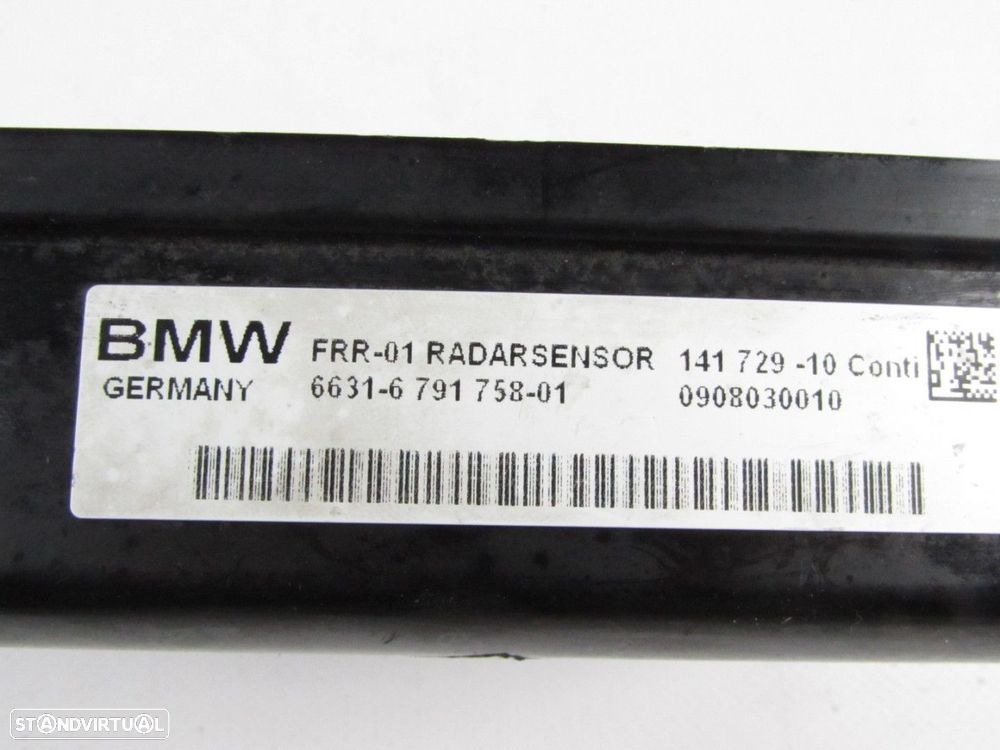 BMW FRR-01 RADARSENSOR 141 729 -10 Conti
GERMANY 6631-6 791 758-01 0908030010
STANDVIRTUAL